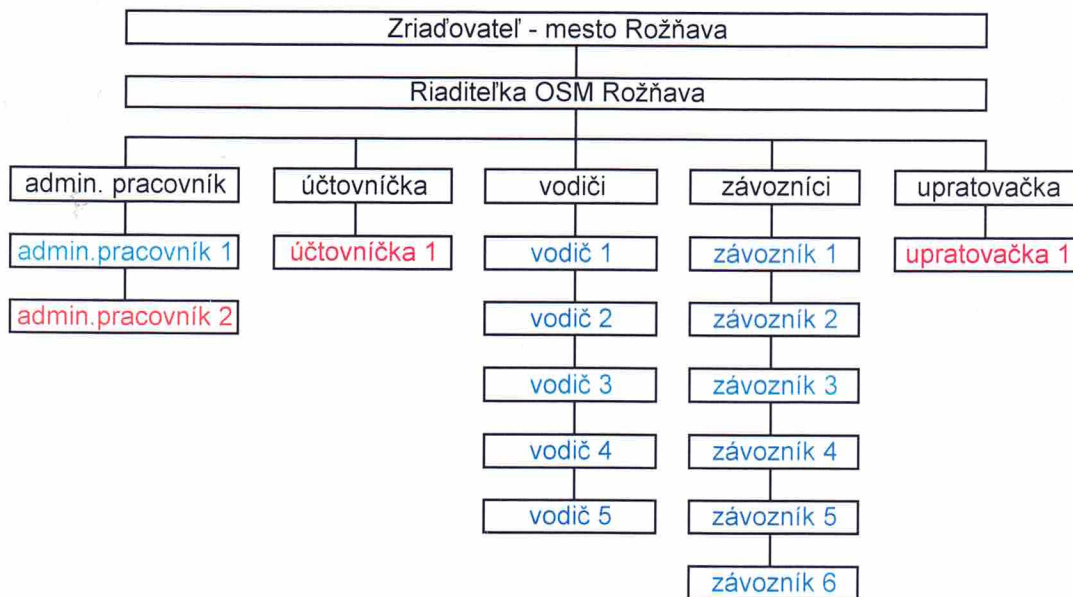 Zriaďovateľ - mesto Rožňava
Riaditeľka OSM Rožňava
admin. pracovník
účtovníčka
vodiči
závozníci
upratovačka
admin.pracovník 1
účtovníčka 1
vodič 1
závozník 1
upratovačka 1
admin.pracovník 2
vodič 2
závozník 2
vodič 3
závozník 3
vodič 4
závozník 4
vodič 5
závozník 5
závozník 6